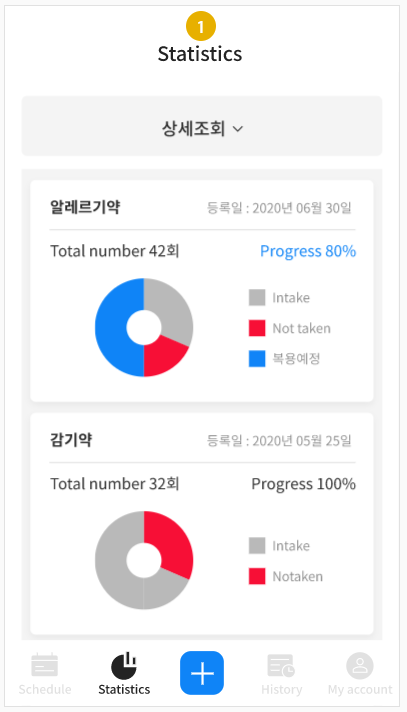 1
Statistics
상세조회
알레르기약 등록일 : 2020년 06월 30일
Total number 42회 Progress 80%
Intake
Not taken
복용예정
감기약 등록일 : 2020년 05월 25일
Total number 32회 Progress 100%
Intake
Notaken
Schedule Statistics History My account